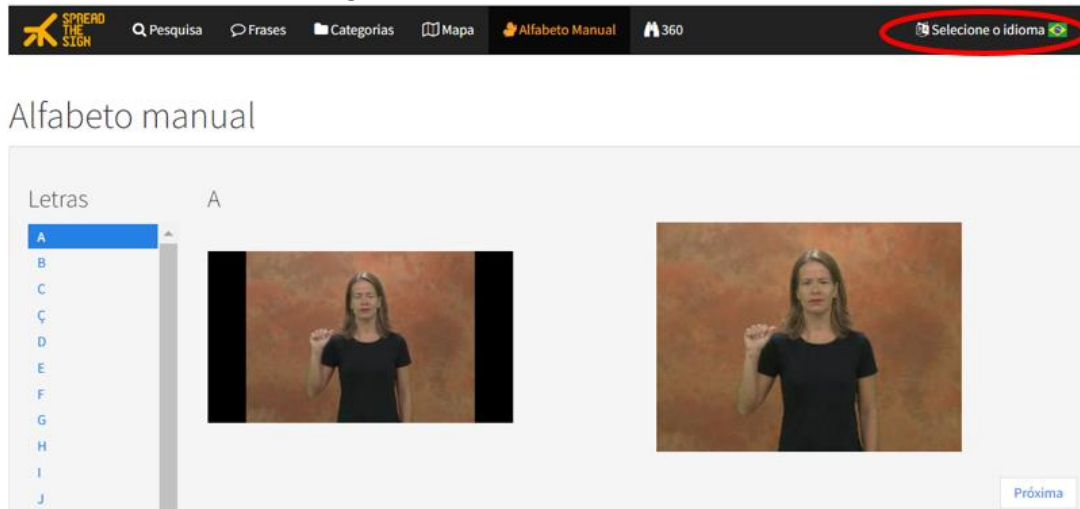 SPREAD THE SIGN Pesquisa Frases Categorias Mapa Alfabeto Manual 360 Selecione o idioma
Alfabeto manual
Letras A
A
B
C
Ç
D
E
F
G
H
I
J
Próxima